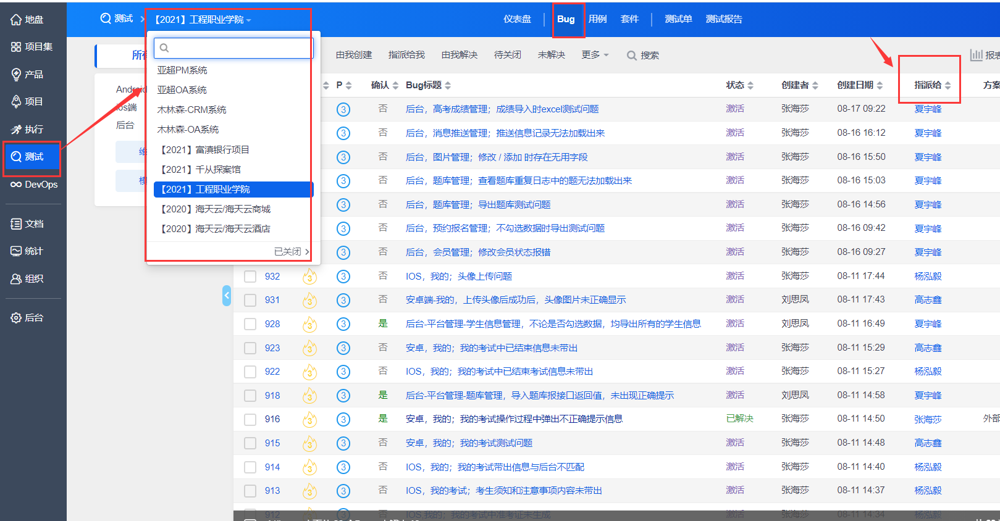 地盘
项目集
产品
项目
执行
测试
DevOps
文档
统计
组织
后台
测试
【2021】工程职业学院
仪表盘 Bug 用例 套件 测试单 测试报告
亚超PM系统
亚超OA系统
木林森-CRM系统
木林森-OA系统
【2021】富滇银行项目
【2021】千从探案馆
【2021】工程职业学院
【2020】海天云/海天云商城
【2020】海天云/海天云酒店
已关闭
所有
Android
ios端
后台
维
模
由我创建 指派给我 由我解决 待关闭 未解决 更多 搜索 报表
P 确认 Bug标题 状态 创建者 创建日期 指派给 方案
3 否 后台，高考成绩管理；成绩导入时excel测试问题 激活 张海莎 08-17 09:22 夏宇峰
3 否 后台，消息推送管理；推送信息记录无法加载出来 激活 张海莎 08-16 16:12 夏宇峰
3 否 后台，图片管理；修改 / 添加 时存在无用字段 激活 张海莎 08-16 15:50 夏宇峰
3 否 后台，题库管理；查看题库重复日志中的题无法加载出来 激活 张海莎 08-16 15:03 夏宇峰
3 否 后台，题库管理；导出题库测试问题 激活 张海莎 08-16 14:56 夏宇峰
3 否 后台，预约报名管理；不勾选数据时导出测试问题 激活 张海莎 08-16 09:42 夏宇峰
3 否 后台，会员管理；修改会员状态报错 激活 张海莎 08-16 09:27 夏宇峰
932 3 3 否 IOS，我的；头像上传问题 激活 张海莎 08-11 17:44 杨泓毅
931 3 3 否 安卓端-我的，上传头像后成功后，头像图片未正确显示 激活 刘思凤 08-11 17:43 高志鑫
928 3 3 是 后台-平台管理-学生信息管理，不论是否勾选数据，均导出所有的学生信息 激活 刘思凤 08-11 16:49 夏宇峰
923 3 3 否 安卓，我的；我的考试中已结束信息未带出 激活 张海莎 08-11 15:29 高志鑫
922 3 3 否 IOS，我的；我的考试中已结束考试信息未带出 激活 张海莎 08-11 15:27 杨泓毅
918 3 3 是 后台-平台管理-题库管理，导入题库报接口返回值，未出现正确提示 激活 刘思凤 08-11 14:58 夏宇峰
916 3 3 是 安卓，我的；我的考试操作过程中弹出不正确提示信息 已解决 张海莎 08-11 14:50 张海莎 外部
915 3 3 否 安卓，我的；我的考试测试问题 激活 张海莎 08-11 14:48 高志鑫
914 3 3 否 IOS，我的；我的考试带出信息与后台不匹配 激活 张海莎 08-11 14:40 杨泓毅
913 3 3 否 IOS，我的考试；考生须知和注意事项内容未带出 激活 张海莎 08-11 14:37 杨泓毅
912 否 IOS 我的；我的考试中准考证未生成 激活 张海莎 08-11 14:34 杨泓毅